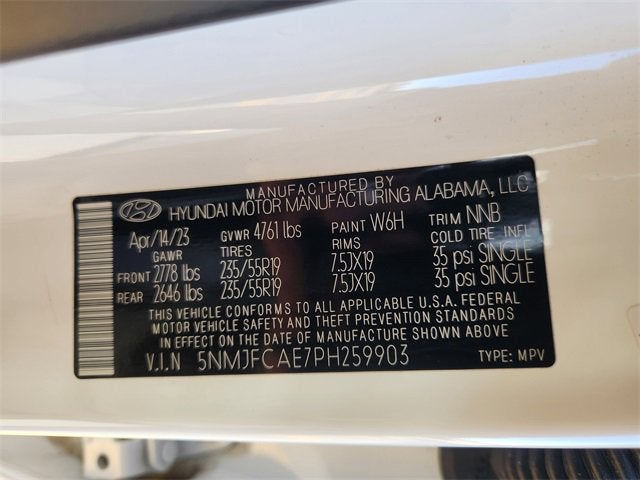 MANUFACTURED BY
HYUNDAI MOTOR MANUFACTURING ALABAMA, LLC
Apr/14/23 GVWR 4761 lbs PAINT W6H TRIM NNB
GAWR TIRES RIMS COLD TIRE INFL
FRONT 2778 lbs 235/55R19 7.5JX19 35 psi SINGLE
REAR 2646 lbs 235/55R19 7.5JX19 35 psi SINGLE
THIS VEHICLE CONFORMS TO ALL APPLICABLE U.S.A. FEDERAL
MOTOR VEHICLE SAFETY AND THEFT PREVENTION STANDARDS
IN EFFECT ON THE DATE OF MANUFACTURE SHOWN ABOVE.
V.I.N 5NMJFCAE7PH259903 TYPE: MPV